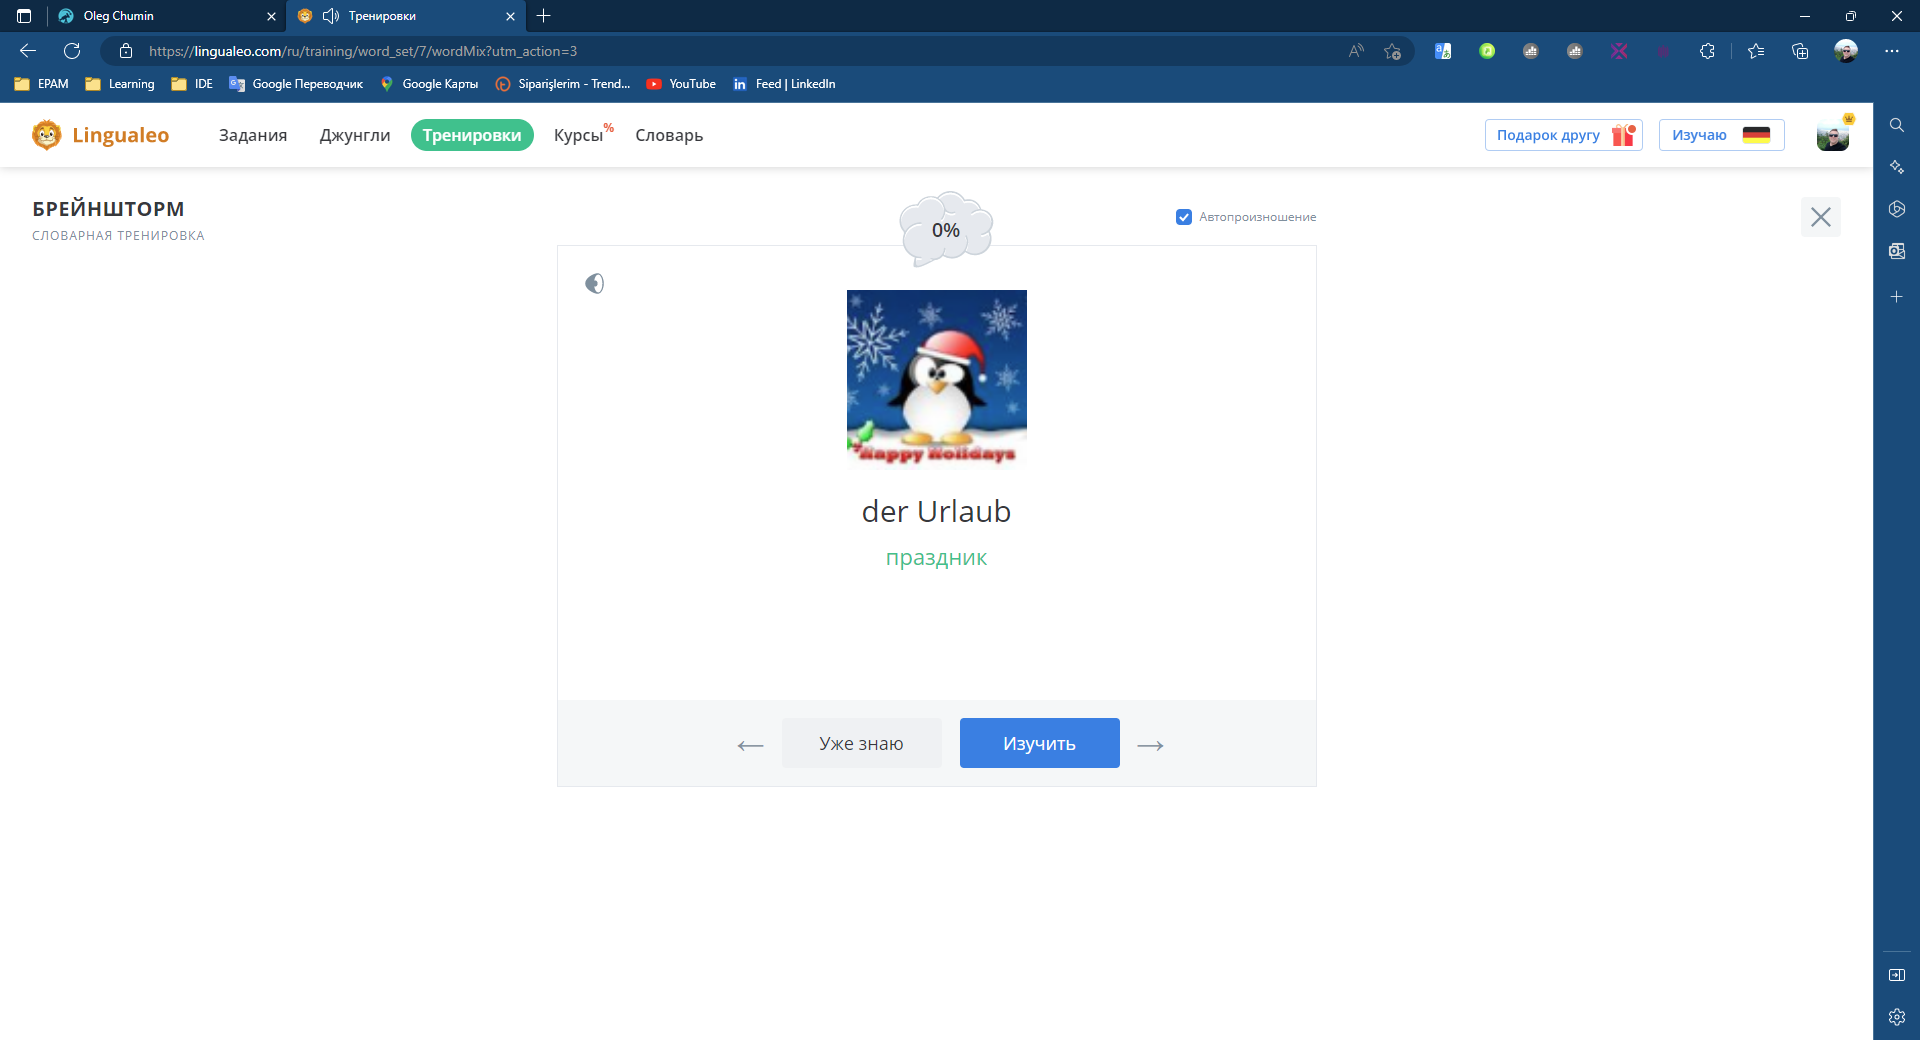 Oleg Chumin
Тренировки
https://lingualeo.com/ru/training/word_set/7/wordMix?utm_action=3
EPAM
Learning
IDE
Google Переводчик
Google Карты
Siparişlerim - Trend...
YouTube
Feed | LinkedIn
Lingualeo
Задания
Джунгли
Тренировки
Курсы%
Словарь
Подарок другу
Изучаю
БРЕЙНШТОРМ
СЛОВАРНАЯ ТРЕНИРОВКА
0%
Автопроизношение
Happy Holidays
der Urlaub
праздник
Уже знаю
Изучить